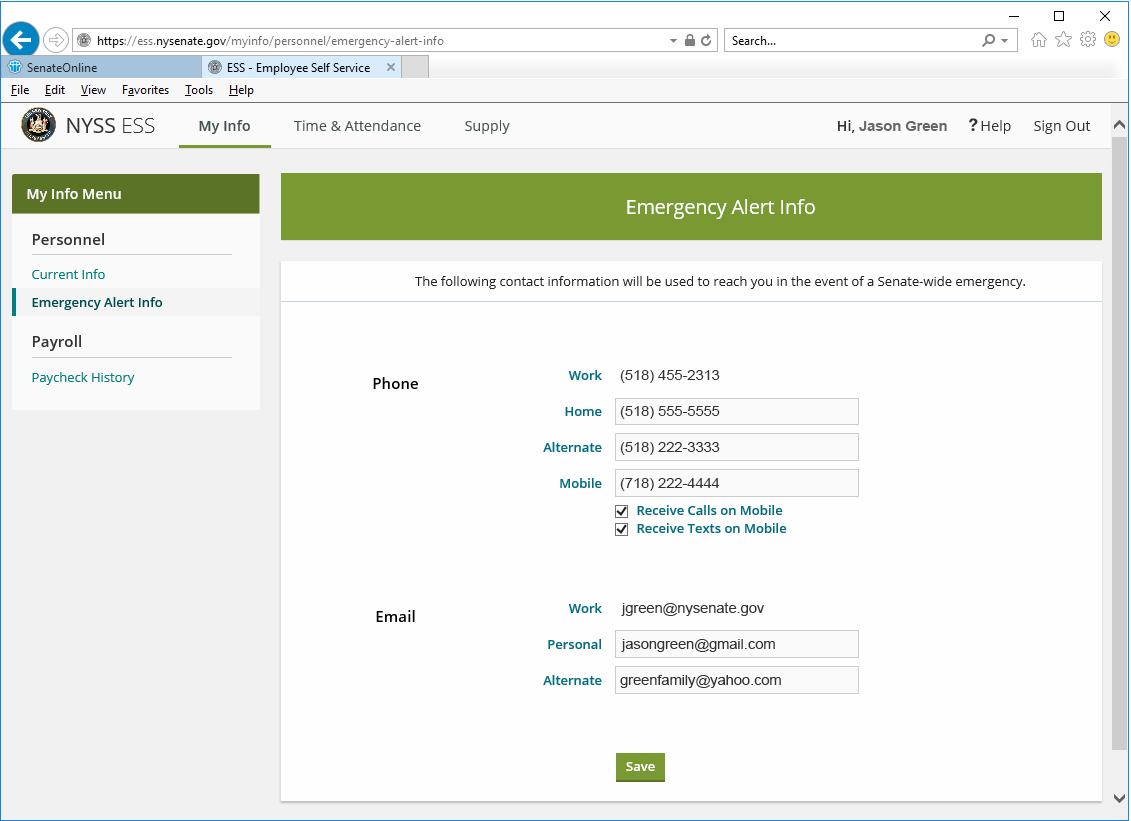 https://ess.nysenate.gov/myinfo/personnel/emergency-alert-info
Search...
SenateOnline
ESS - Employee Self Service
File Edit View Favorites Tools Help
NYSS ESS
My Info
Time & Attendance
Supply
Hi, Jason Green
? Help
Sign Out
My Info Menu
Personnel
Current Info
Emergency Alert Info
Payroll
Paycheck History
Emergency Alert Info
The following contact information will be used to reach you in the event of a Senate-wide emergency.
Phone
Work (518) 455-2313
Home (518) 555-5555
Alternate (518) 222-3333
Mobile (718) 222-4444
Receive Calls on Mobile
Receive Texts on Mobile
Email
Work jgreen@nysenate.gov
Personal jasongreen@gmail.com
Alternate greenfamily@yahoo.com
Save